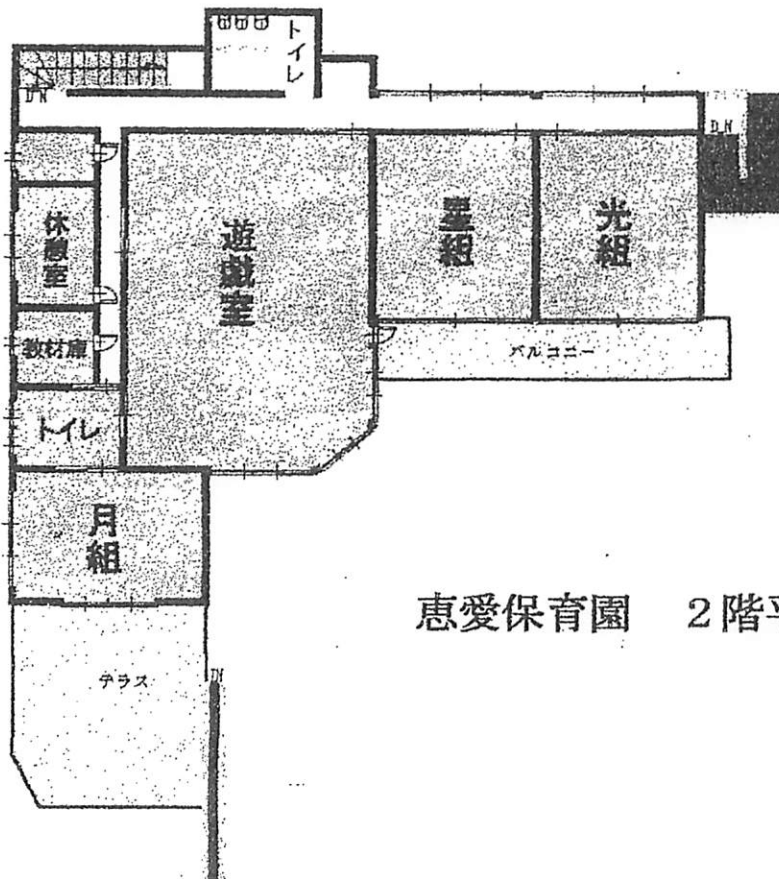 トイレ
DN
DN
休憩室
遊戯室
星組
光組
教材庫
バルコニー
トイレ
月組
恵愛保育園　2階平
テラス
DN